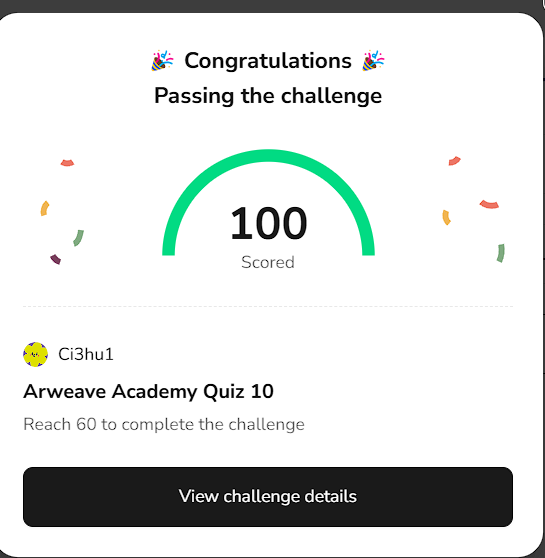 🎉 Congratulations 🎉
Passing the challenge
100
Scored
Ci3hu1
Arweave Academy Quiz 10
Reach 60 to complete the challenge
View challenge details